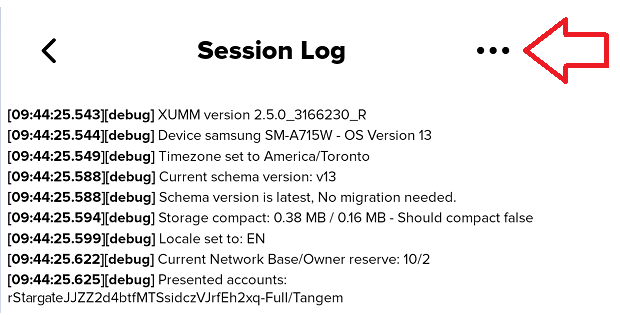 Session Log
[09:44:25.543][debug] XUMM version 2.5.0_3166230_R
[09:44:25.544][debug] Device samsung SM-A715W - OS Version 13
[09:44:25.549][debug] Timezone set to America/Toronto
[09:44:25.588][debug] Current schema version: v13
[09:44:25.588][debug] Schema version is latest, No migration needed.
[09:44:25.594][debug] Storage compact: 0.38 MB / 0.16 MB - Should compact false
[09:44:25.599][debug] Locale set to: EN
[09:44:25.622][debug] Current Network Base/Owner reserve: 10/2
[09:44:25.625][debug] Presented accounts:
rStargateJJZZ2d4btfMTSsidczVJrfEh2xq-Full/Tangem